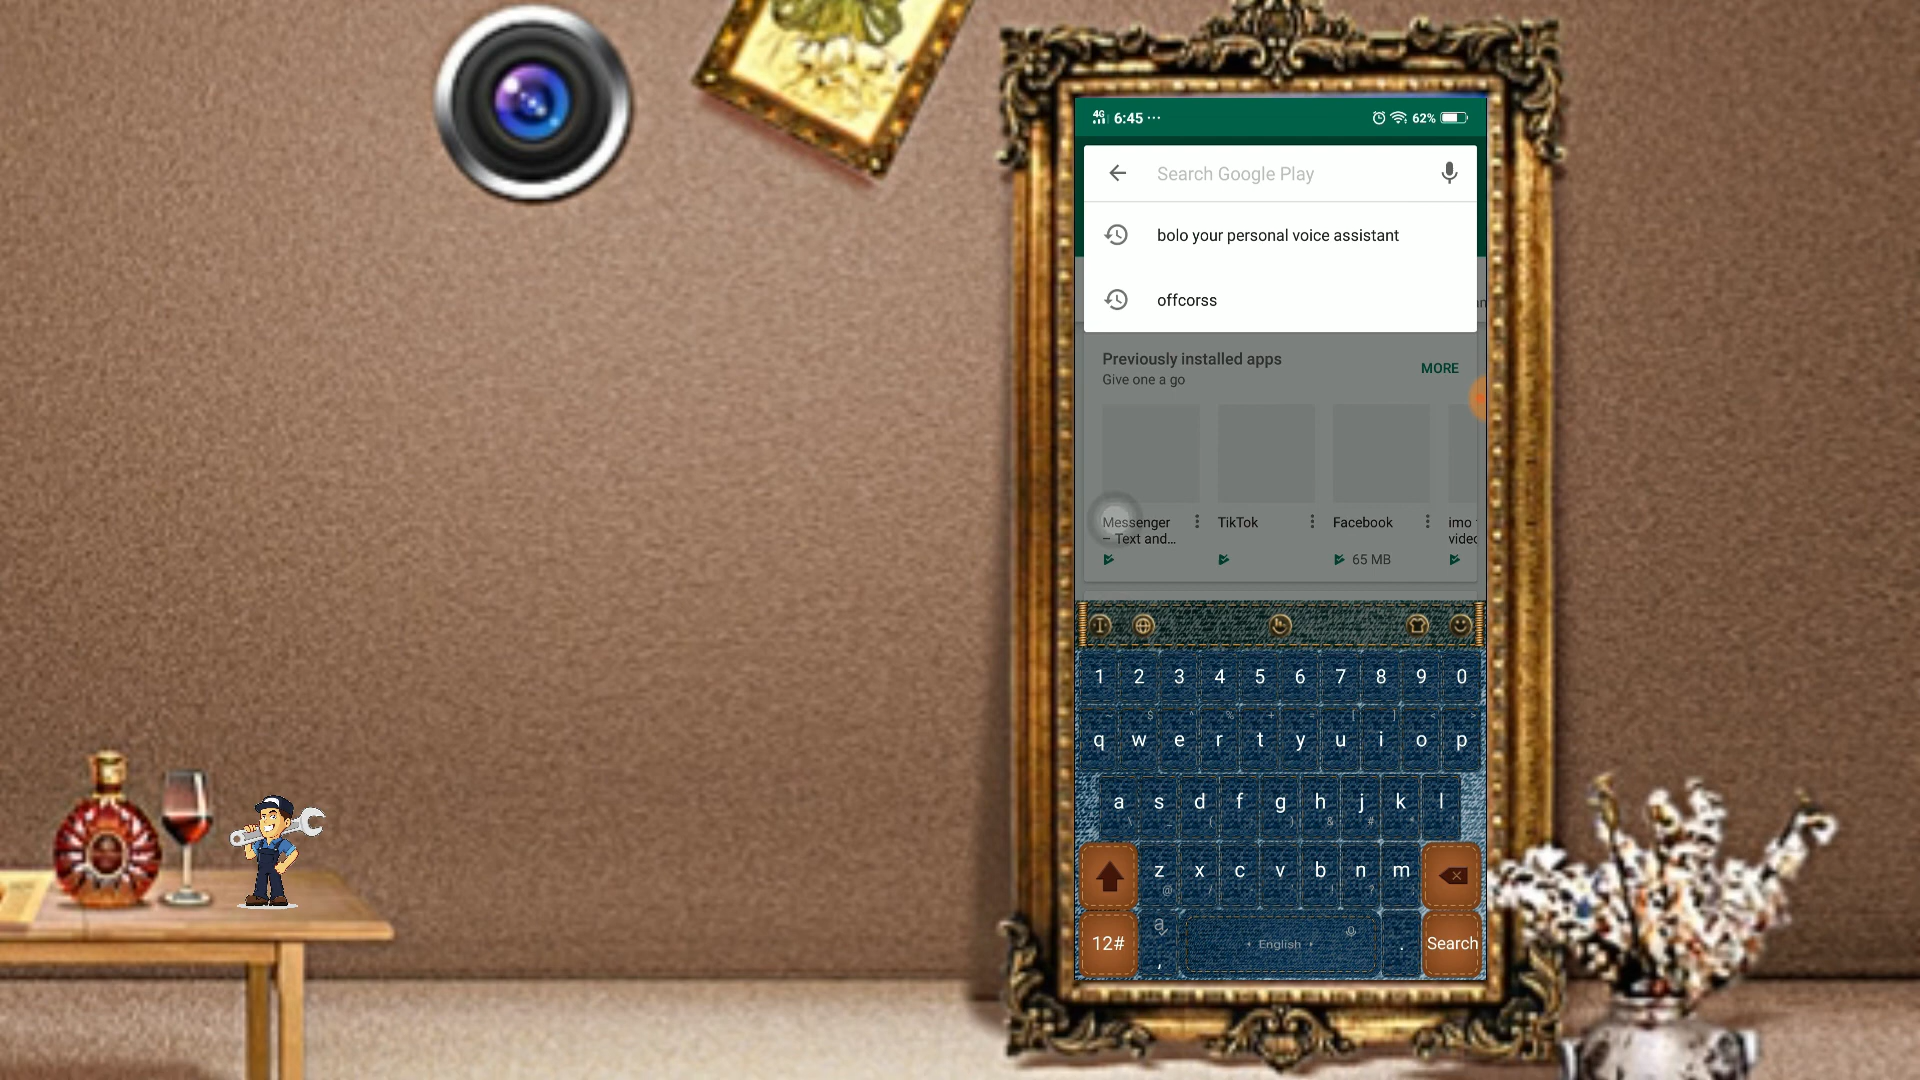 4G 6:45 ··· 62%
Search Google Play
bolo your personal voice assistant
offcorss
Previously installed apps
Give one a go
MORE
Messenger – Text and…
TikTok
Facebook
imo
65 MB
1 2 3 4 5 6 7 8 9 0
q w e r t y u i o p
a s d f g h j k l
z x c v b n m
12# , English . Search